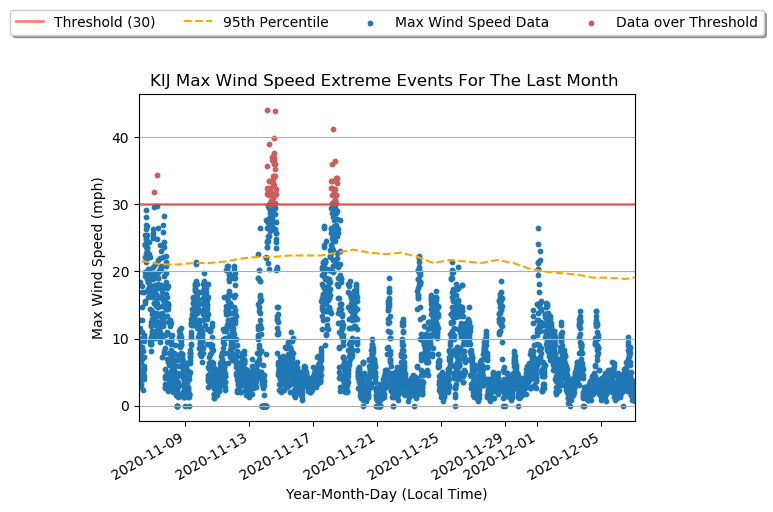 Threshold (30) 95th Percentile Max Wind Speed Data Data over Threshold
KIJ Max Wind Speed Extreme Events For The Last Month
Max Wind Speed (mph)
40
30
20
10
0
2020-11-09 2020-11-13 2020-11-17 2020-11-21 2020-11-25 2020-11-29 2020-12-01 2020-12-05
Year-Month-Day (Local Time)